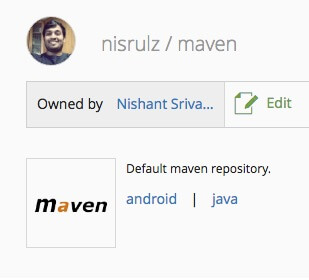 nisrulz / maven
Owned by Nishant Sriva...
Edit
Default maven repository.
maven
android | java